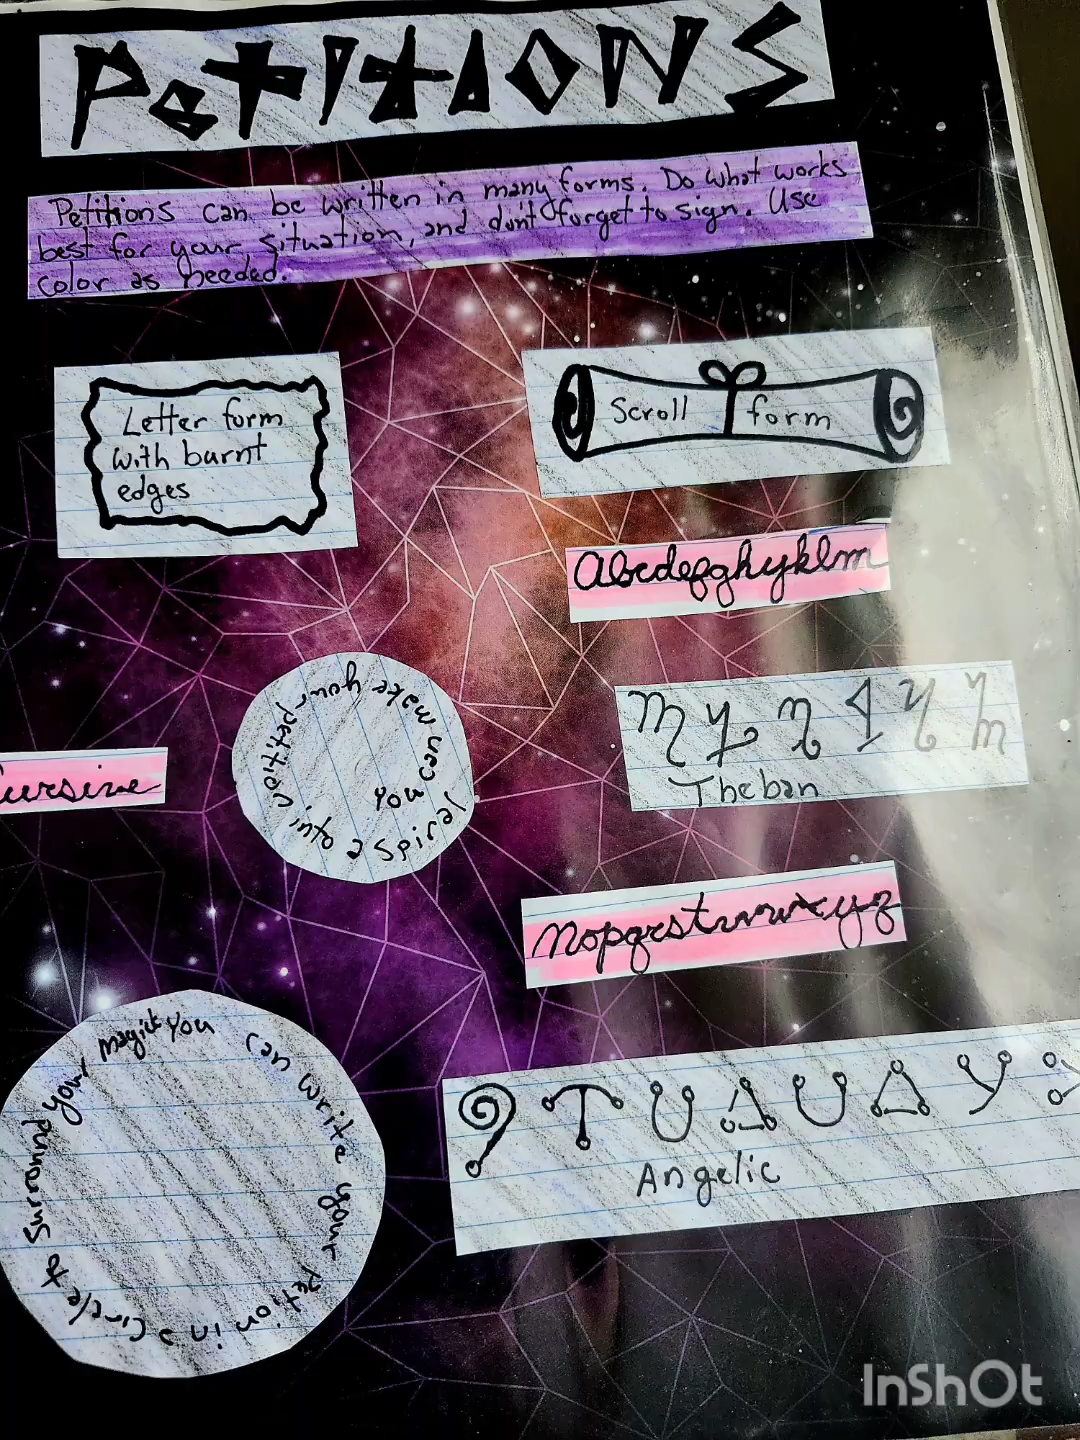 PeTITIONS
Petitions can be written in many forms. Do what works
best for your situation, and don't forget to sign. Use
color as needed.
Letter form
with burnt
edges
Scroll form
Abcdefghyklm
You can make your petition into a spiral
Cursive
Theban
Nopqrstuvwxyz
You can write your Petion in a Circle to Surround your magick
Angelic
InShOt